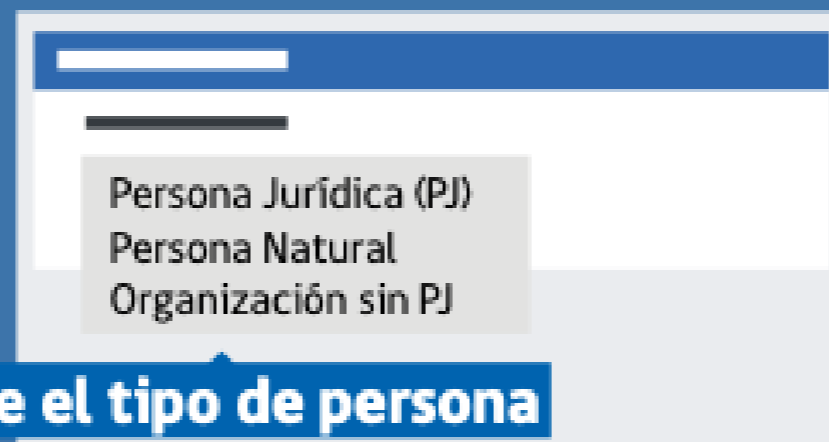 Persona Jurídica (PJ)
Persona Natural
Organización sin PJ
el tipo de persona